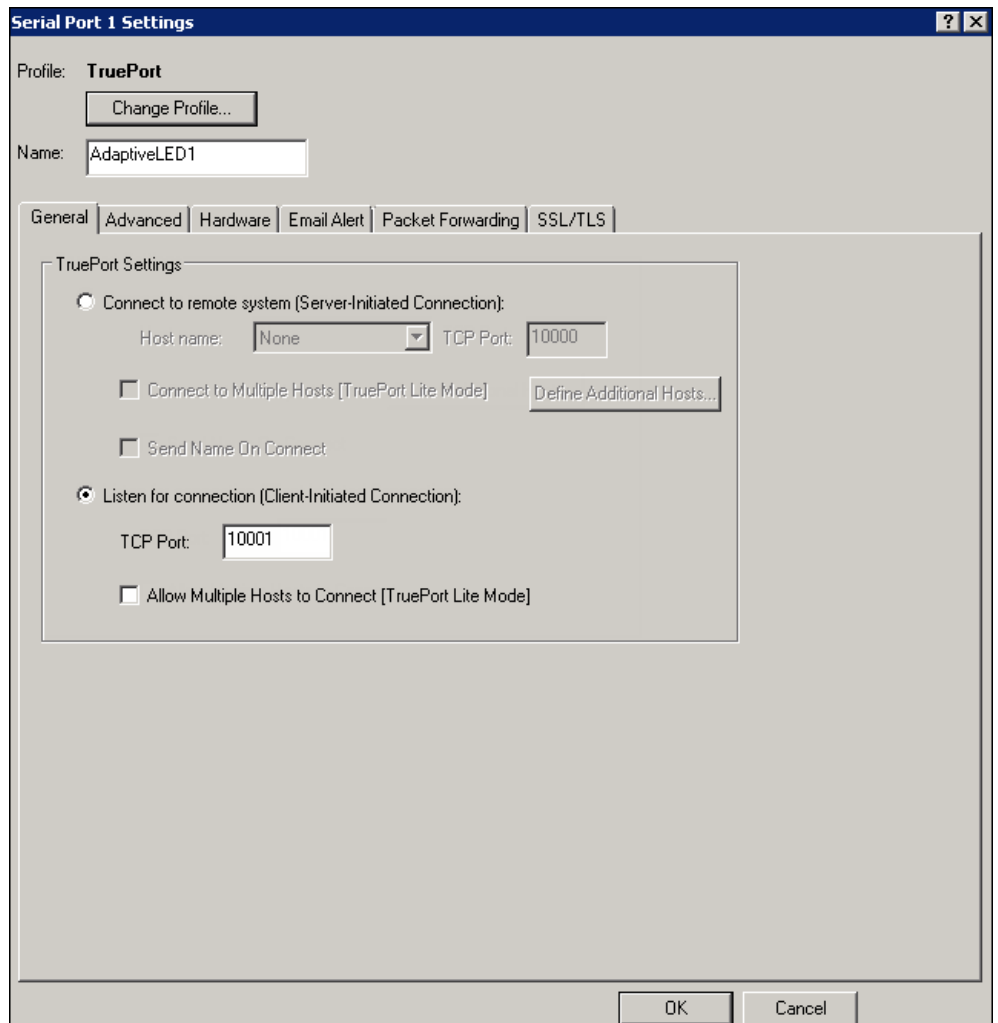 Serial Port 1 Settings
Profile: TruePort
Change Profile...
Name: AdaptiveLED1
General Advanced Hardware Email Alert Packet Forwarding SSL/TLS
TruePort Settings
Connect to remote system (Server-Initiated Connection):
Host name: None TCP Port: 10000
Connect to Multiple Hosts [TruePort Lite Mode] Define Additional Hosts...
Send Name On Connect
Listen for connection (Client-Initiated Connection):
TCP Port: 10001
Allow Multiple Hosts to Connect [TruePort Lite Mode]
OK Cancel